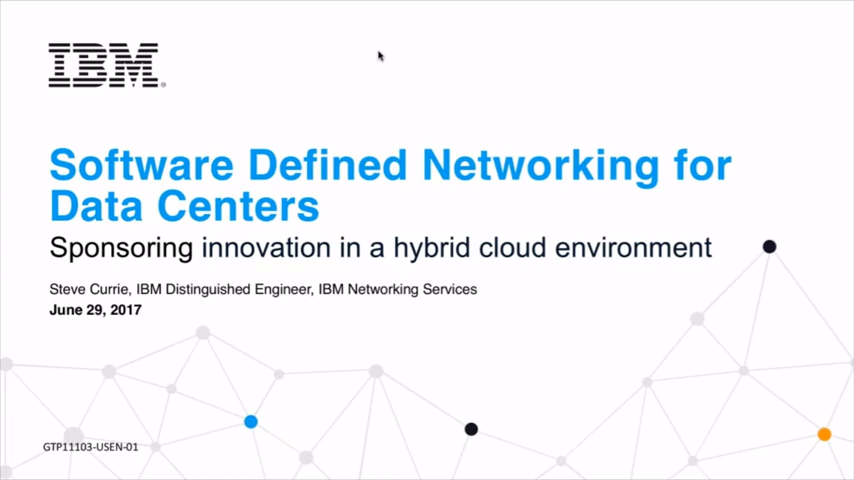 IBM®
Software Defined Networking for
Data Centers
Sponsoring innovation in a hybrid cloud environment
Steve Currie, IBM Distinguished Engineer, IBM Networking Services
June 29, 2017
GTP11103-USEN-01